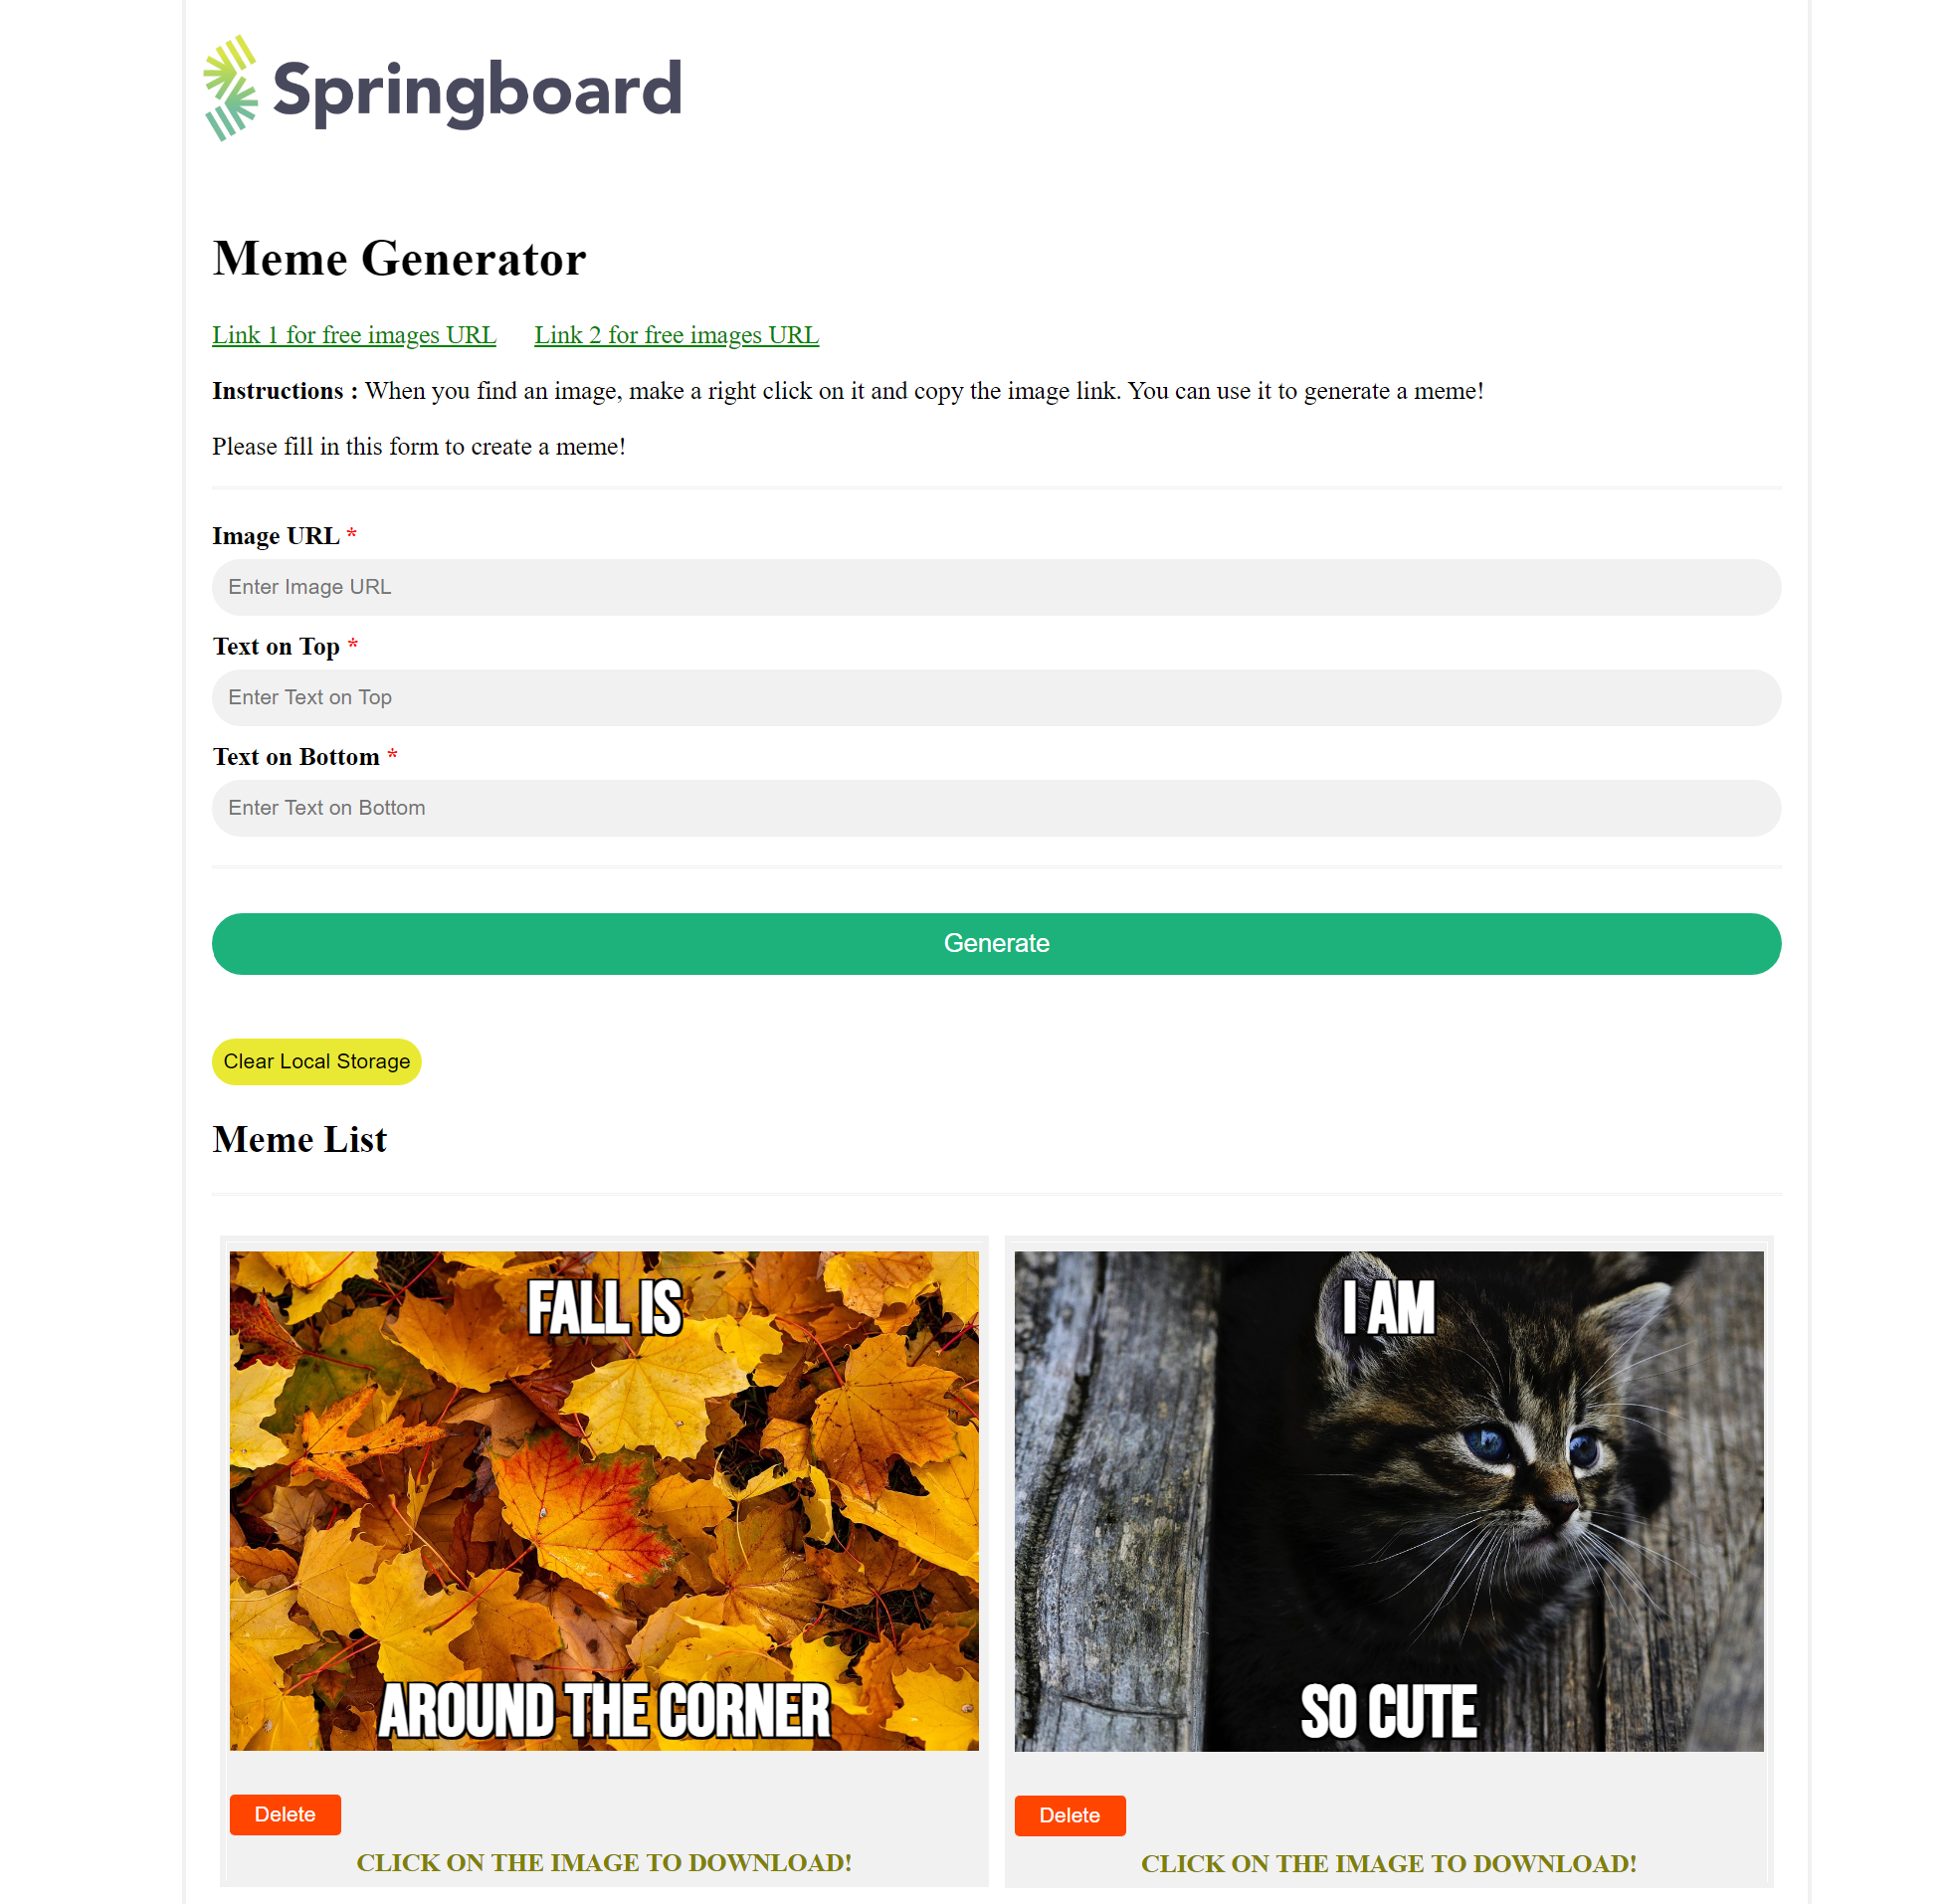 Springboard
Meme Generator
Link 1 for free images URL Link 2 for free images URL
Instructions : When you find an image, make a right click on it and copy the image link. You can use it to generate a meme!
Please fill in this form to create a meme!
Image URL *
Enter Image URL
Text on Top *
Enter Text on Top
Text on Bottom *
Enter Text on Bottom
Generate
Clear Local Storage
Meme List
FALL IS
AROUND THE CORNER
Delete
CLICK ON THE IMAGE TO DOWNLOAD!
I AM
SO CUTE
Delete
CLICK ON THE IMAGE TO DOWNLOAD!